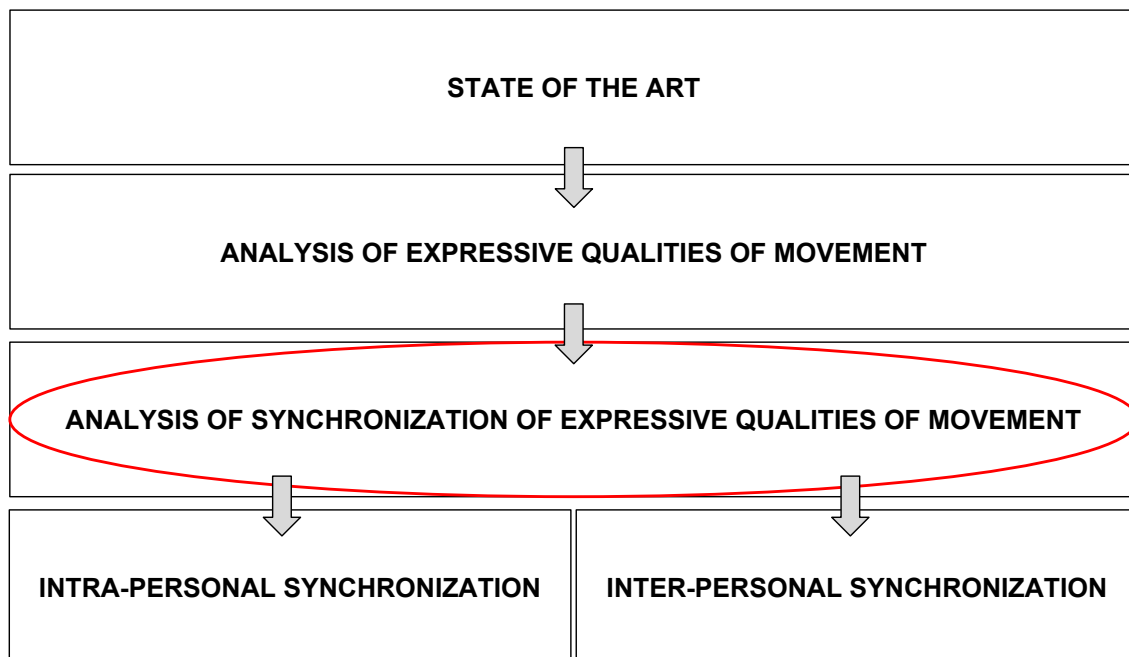 STATE OF THE ART
ANALYSIS OF EXPRESSIVE QUALITIES OF MOVEMENT
ANALYSIS OF SYNCHRONIZATION OF EXPRESSIVE QUALITIES OF MOVEMENT
INTRA-PERSONAL SYNCHRONIZATION
INTER-PERSONAL SYNCHRONIZATION